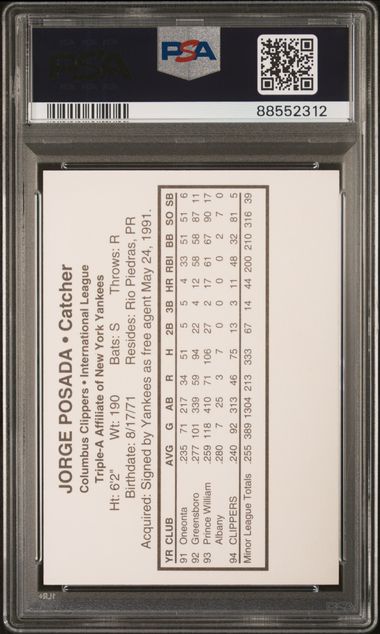 PSA
PSA
88552312
JORGE POSADA • Catcher
Columbus Clippers • International League
Triple-A Affiliate of New York Yankees
Ht: 6'2" Wt: 190 Bats: S Throws: R
Birthdate: 8/17/71 Resides: Rio Piedras, PR
Acquired: Signed by Yankees as free agent May 24, 1991.
YR CLUB AVG G AB R H 2B 3B HR RBI BB SO SB
91 Oneonta .235 71 217 34 51 5 5 4 33 51 51 6
92 Greensboro .277 101 339 59 94 22 4 12 58 58 87 11
93 Prince William .259 118 410 71 106 27 2 17 61 67 90 17
Albany .280 7 25 3 7 0 0 0 0 2 7 0
94 CLIPPERS .240 92 313 46 75 13 3 11 48 32 81 5
Minor League Totals .255 389 1304 213 333 67 14 44 200 210 316 39